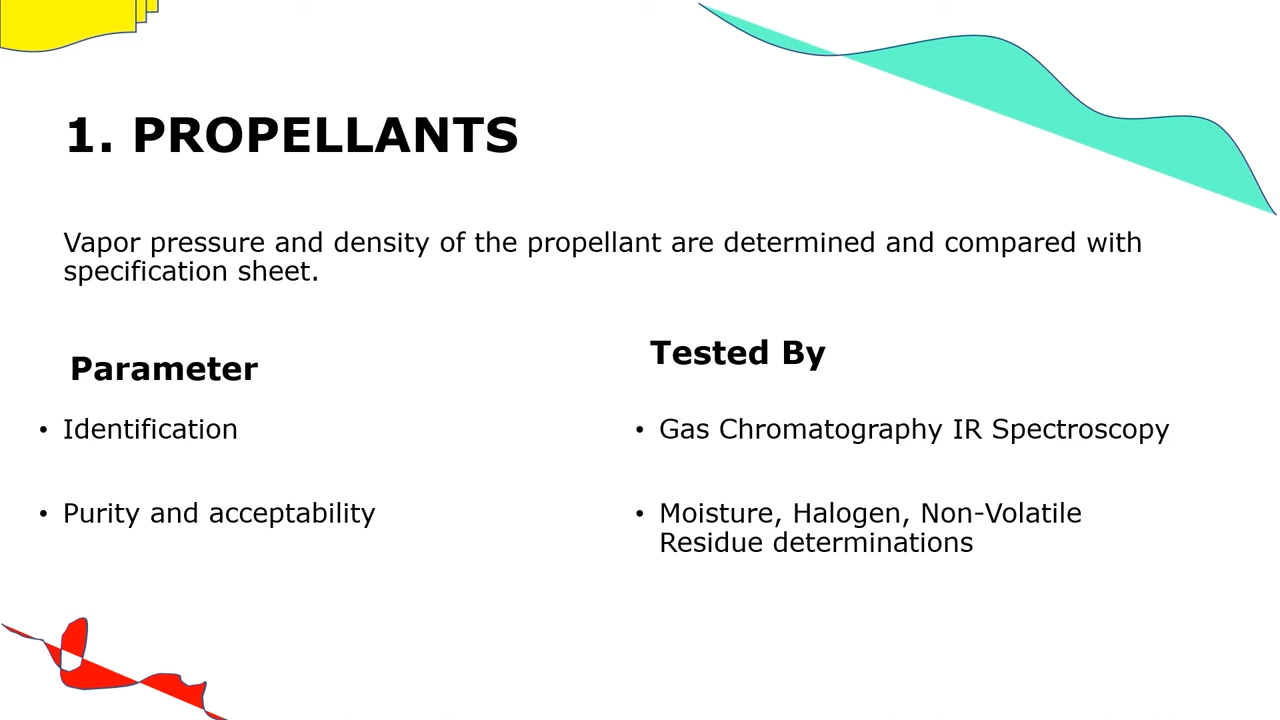 1. PROPELLANTS
Vapor pressure and density of the propellant are determined and compared with
specification sheet.
Parameter
• Identification
• Purity and acceptability
Tested By
• Gas Chromatography IR Spectroscopy
• Moisture, Halogen, Non-Volatile
Residue determinations